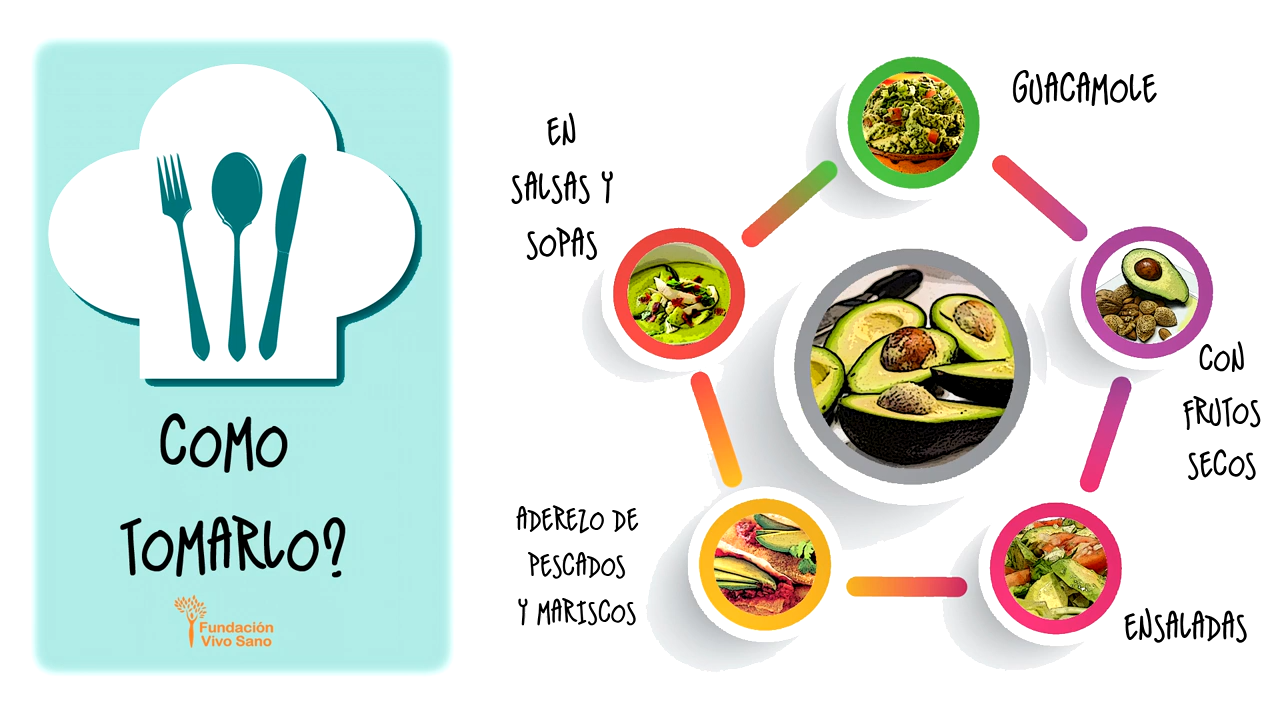 COMO
TOMARLO?
Fundación
Vivo Sano
GUACAMOLE
EN
SALSAS Y
SOPAS
CON
FRUTOS
SECOS
ADEREZO DE
PESCADOS
Y MARISCOS
ENSALADAS